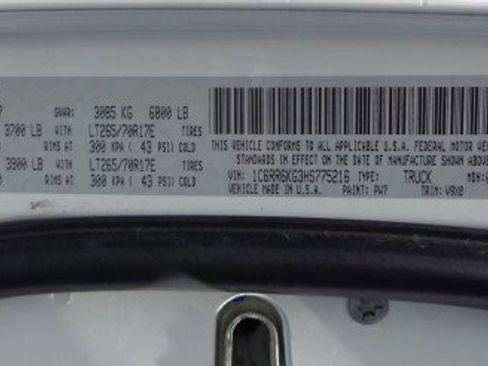 GVWR: 3085 KG 6800 LB
3700 LB WITH LT265/70R17E TIRES
RIMS AT 300 KPA ( 43 PSI) COLD
3900 LB WITH LT265/70R17E TIRES
RIMS AT 300 KPA ( 43 PSI) COLD
THIS VEHICLE CONFORMS TO ALL APPLICABLE U.S.A. FEDERAL MOTOR
STANDARDS IN EFFECT ON THE DATE OF MANUFACTURE SHOWN ABOVE
VIN: 1C6RR6KG3HS775216 TYPE: TRUCK MDH:
VEHICLE MADE IN U.S.A. PAINT: PW7 TRIM: V9X8